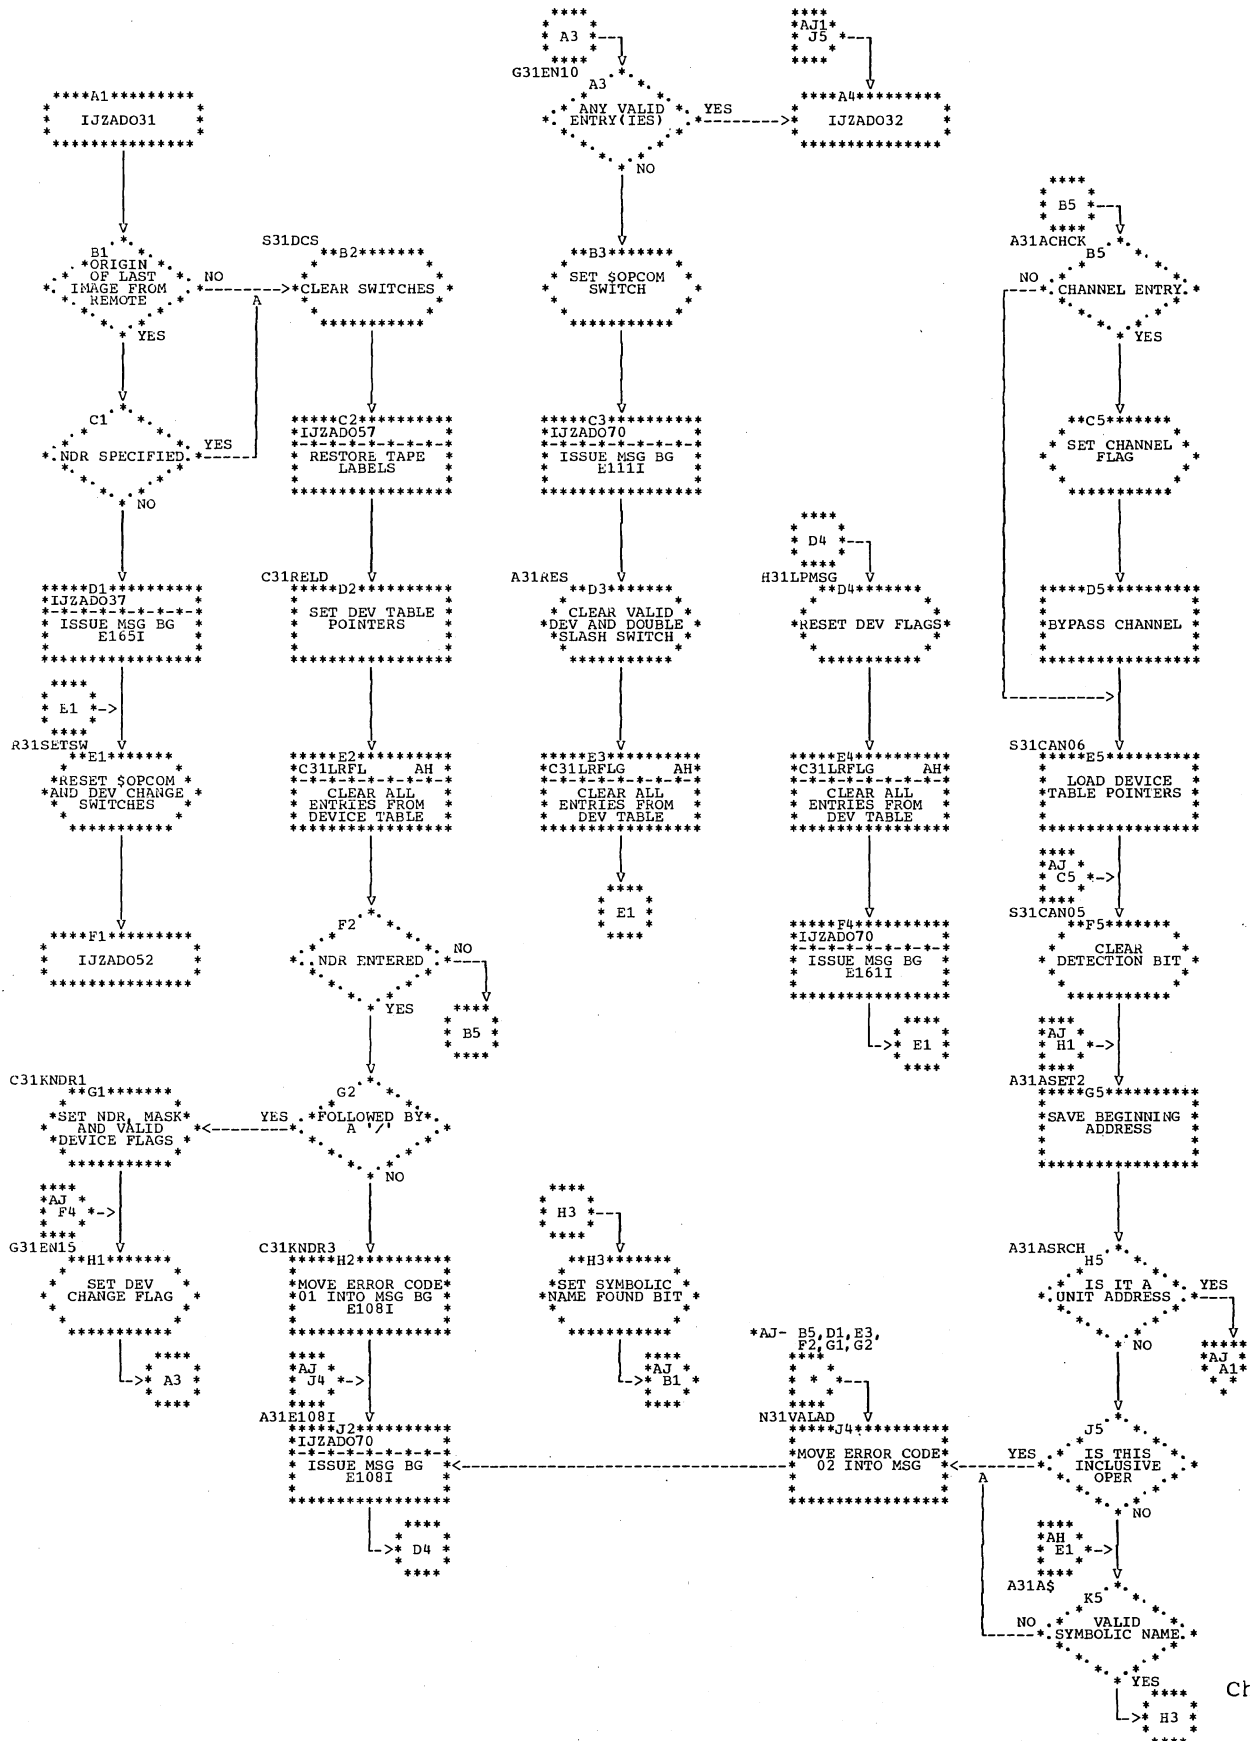 A1
IJZADO31
B1
ORIGIN
OF LAST
IMAGE FROM
REMOTE
NO
YES
A
C1
NDR SPECIFIED
YES
NO
D1
IJZADO37
ISSUE MSG BG
E165I
E1
R31SETSW
E1
RESET $OPCOM
AND DEV CHANGE
SWITCHES
F1
IJZADO52
C31KNDR1
G1
SET NDR, MASK
AND VALID
DEVICE FLAGS
AJ
F4
G31EN15
H1
SET DEV
CHANGE FLAG
A3
S31DCS
B2
CLEAR SWITCHES
C2
IJZADO57
RESTORE TAPE
LABELS
C31RELD
D2
SET DEV TABLE
POINTERS
E2
C31LRFL AH
CLEAR ALL
ENTRIES FROM
DEVICE TABLE
F2
NDR ENTERED
NO
YES
B5
G2
FOLLOWED BY
A '/'
YES
NO
C31KNDR3
H2
MOVE ERROR CODE
01 INTO MSG BG
E108I
AJ
J4
A31E108I
J2
IJZADO70
ISSUE MSG BG
E108I
D4
A3
G31EN10
A3
ANY VALID
ENTRY(IES)
YES
NO
B3
SET $OPCOM
SWITCH
C3
IJZADO70
ISSUE MSG BG
E111I
A31RES
D3
CLEAR VALID
DEV AND DOUBLE
SLASH SWITCH
E3
C31LRFLG AH
CLEAR ALL
ENTRIES FROM
DEV TABLE
E1
H3
H3
SET SYMBOLIC
NAME FOUND BIT
AJ
B1
AJ1
J5
A4
IJZADO32
D4
H31LPMSG
D4
RESET DEV FLAGS
E4
C31LRFLG AH
CLEAR ALL
ENTRIES FROM
DEV TABLE
F4
IJZADO70
ISSUE MSG BG
E161I
E1
*AJ- B5,D1,E3,
F2,G1,G2
*
N31VALAD
J4
MOVE ERROR CODE
02 INTO MSG
B5
A31ACHCK
B5
CHANNEL ENTRY
NO
YES
C5
SET CHANNEL
FLAG
D5
BYPASS CHANNEL
S31CAN06
E5
LOAD DEVICE
TABLE POINTERS
AJ
C5
S31CAN05
F5
CLEAR
DETECTION BIT
AJ
H1
A31ASET2
G5
SAVE BEGINNING
ADDRESS
A31ASRCH
H5
IS IT A
UNIT ADDRESS
YES
NO
AJ
A1
J5
IS THIS
INCLUSIVE
OPER
YES
A
NO
AH
E1
A31A$
K5
VALID
SYMBOLIC NAME
NO
YES
H3
Ch